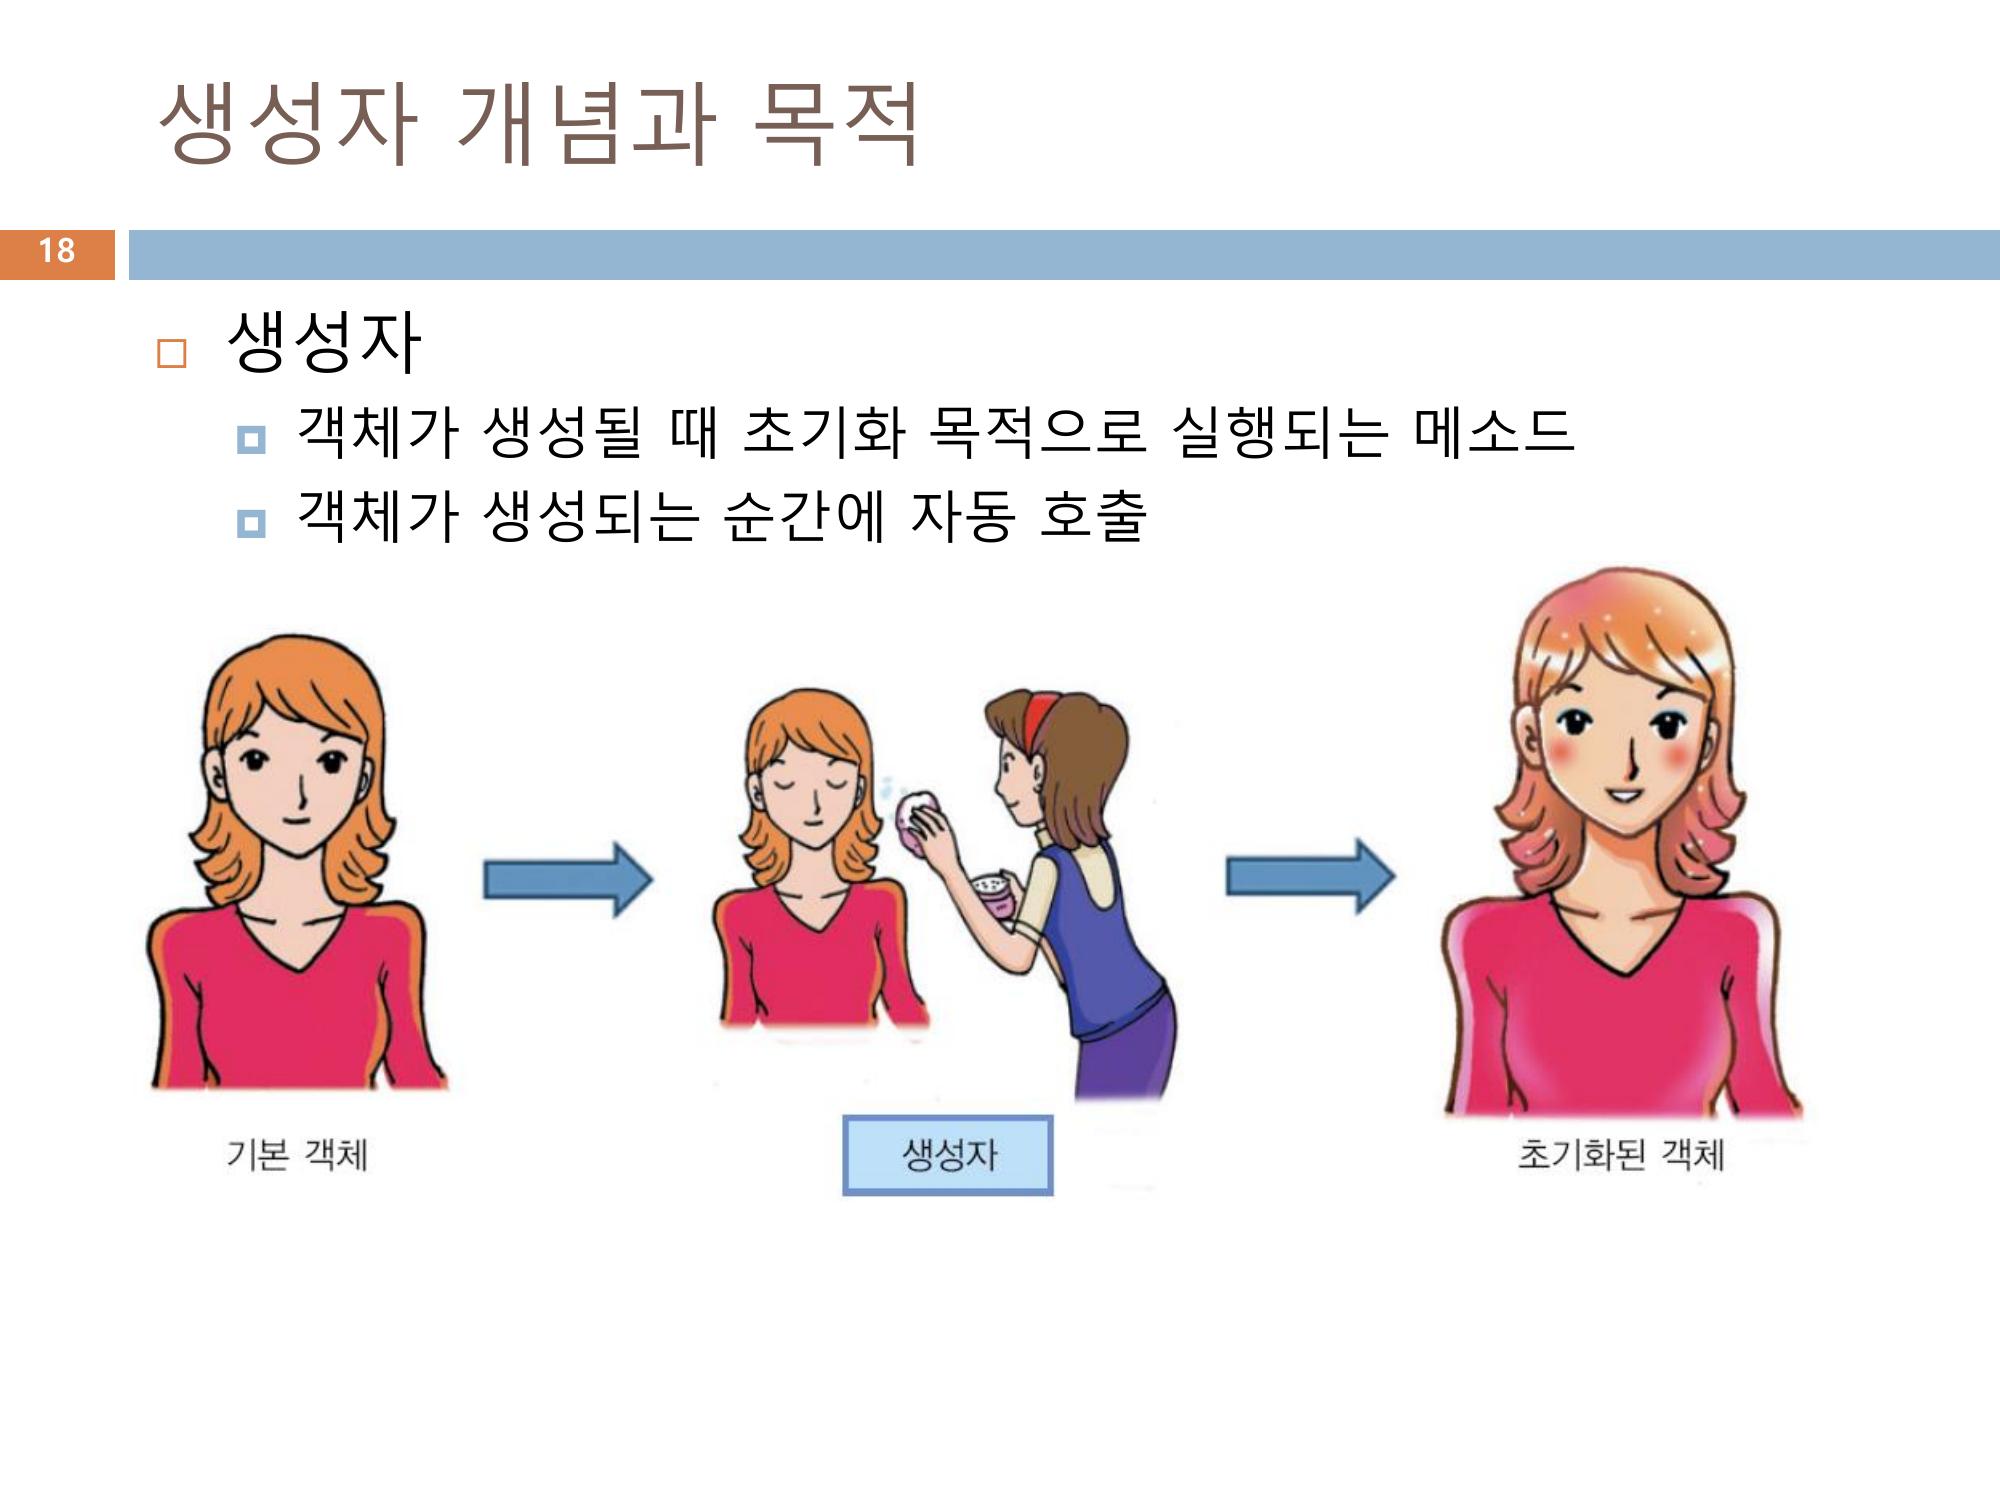 생성자 개념과 목적
18
생성자
객체가 생성될 때 초기화 목적으로 실행되는 메소드
객체가 생성되는 순간에 자동 호출
기본 객체
생성자
초기화된 객체